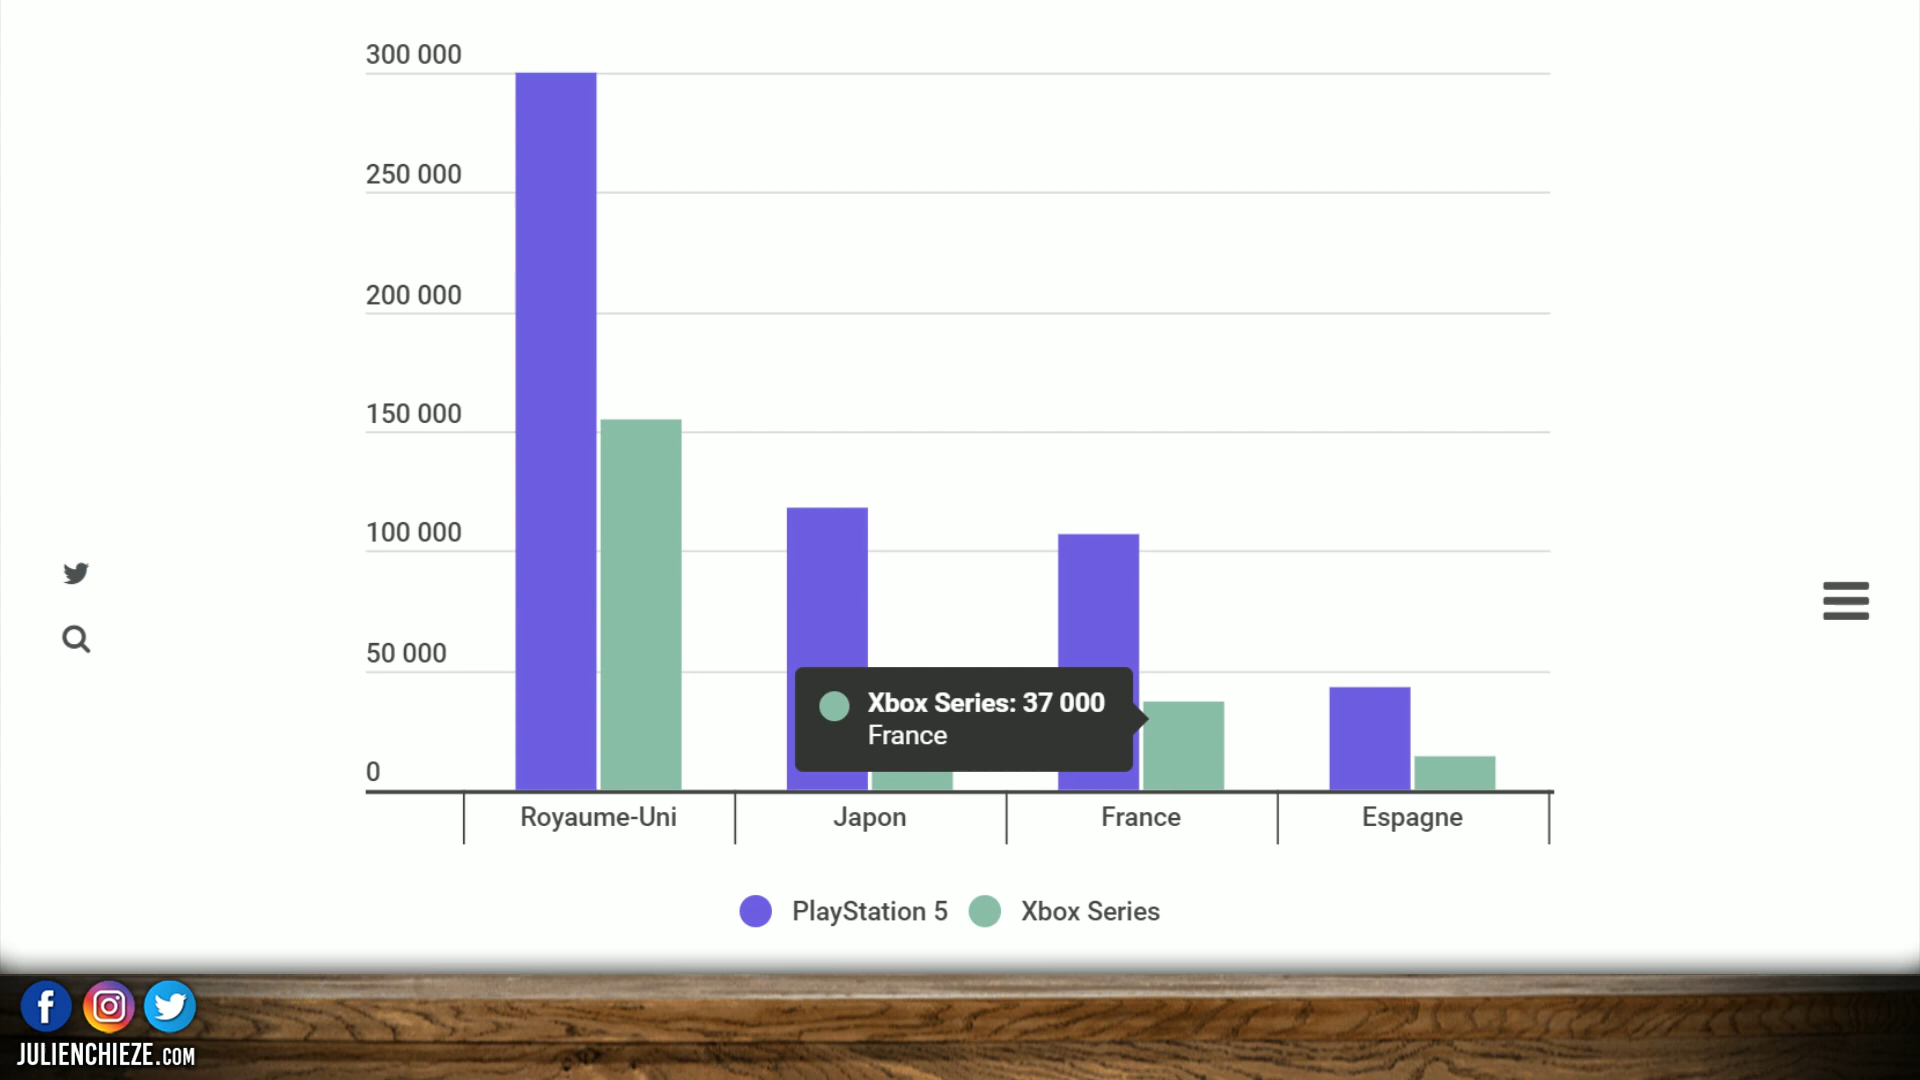 300 000
250 000
200 000
150 000
100 000
50 000
0
Xbox Series: 37 000
France
Royaume-Uni
Japon
France
Espagne
PlayStation 5
Xbox Series
JULIENCHIEZE.COM